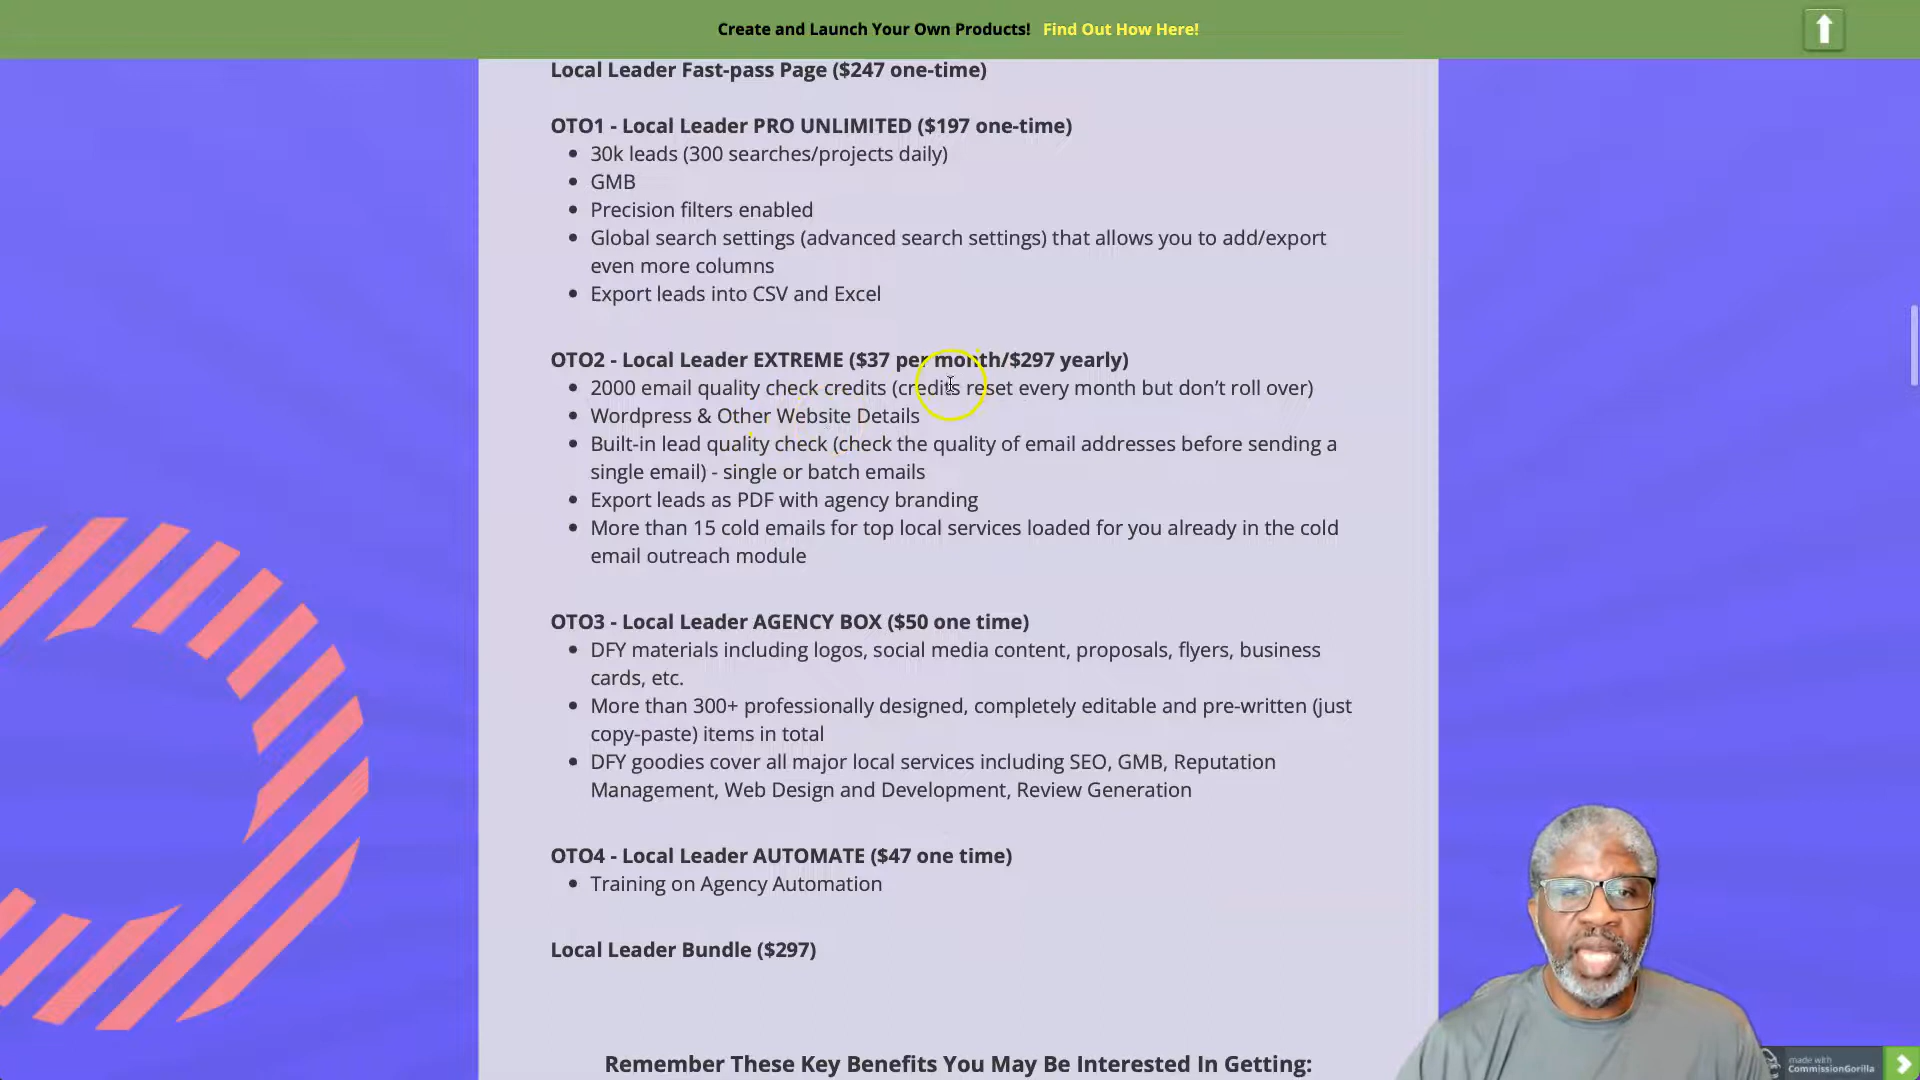 Create and Launch Your Own Products! Find Out How Here!
Local Leader Fast-pass Page ($247 one-time)
OTO1 - Local Leader PRO UNLIMITED ($197 one-time)
• 30k leads (300 searches/projects daily)
• GMB
• Precision filters enabled
• Global search settings (advanced search settings) that allows you to add/export
even more columns
• Export leads into CSV and Excel
OTO2 - Local Leader EXTREME ($37 per month/$297 yearly)
• 2000 email quality check credits (credits reset every month but don't roll over)
• Wordpress & Other Website Details
• Built-in lead quality check (check the quality of email addresses before sending a
single email) - single or batch emails
• Export leads as PDF with agency branding
• More than 15 cold emails for top local services loaded for you already in the cold
email outreach module
OTO3 - Local Leader AGENCY BOX ($50 one time)
• DFY materials including logos, social media content, proposals, flyers, business
cards, etc.
• More than 300+ professionally designed, completely editable and pre-written (just
copy-paste) items in total
• DFY goodies cover all major local services including SEO, GMB, Reputation
Management, Web Design and Development, Review Generation
OTO4 - Local Leader AUTOMATE ($47 one time)
• Training on Agency Automation
Local Leader Bundle ($297)
Remember These Key Benefits You May Be Interested In Getting:
made with
CommissionGorilla